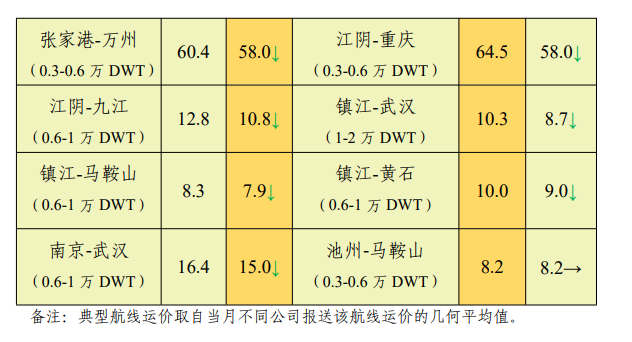 张家港-万州 60.4 58.0↓ 江阴-重庆 64.5 58.0↓
（0.3-0.6 万 DWT） （0.3-0.6 万 DWT）
江阴-九江 12.8 10.8↓ 镇江-武汉 10.3 8.7↓
（0.6-1 万 DWT） （1-2 万 DWT）
镇江-马鞍山 8.3 7.9↓ 镇江-黄石 10.0 9.0↓
（0.6-1 万 DWT） （0.6-1 万 DWT）
南京-武汉 16.4 15.0↓ 池州-马鞍山 8.2 8.2→
（0.6-1 万 DWT） （0.3-0.6 万 DWT）
备注：典型航线运价取自当月不同公司报送该航线运价的几何平均值。